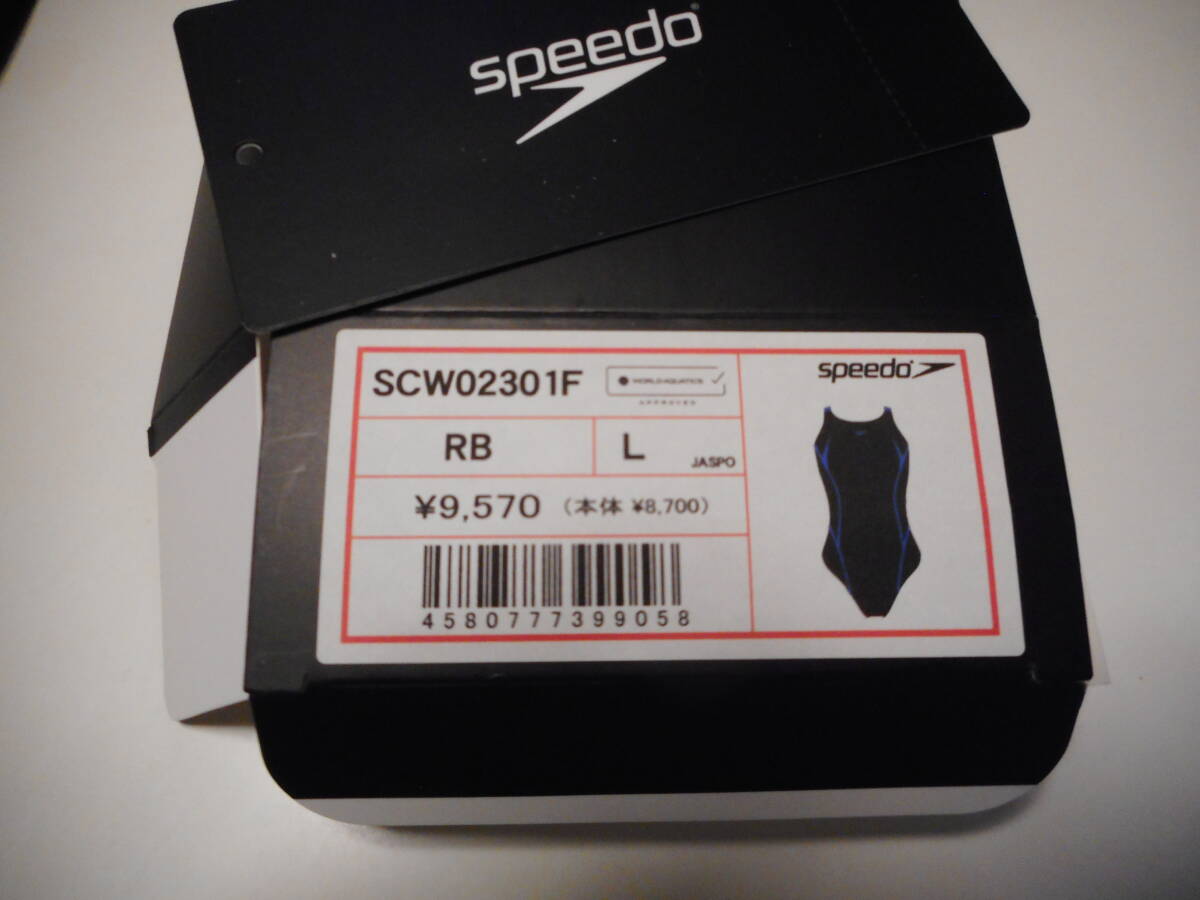 speedo
SCW02301F
WORLD AQUATICS
APPROVED
speedo
RB
L
JASPO
¥9,570 (本体 ¥8,700)
4580777399058